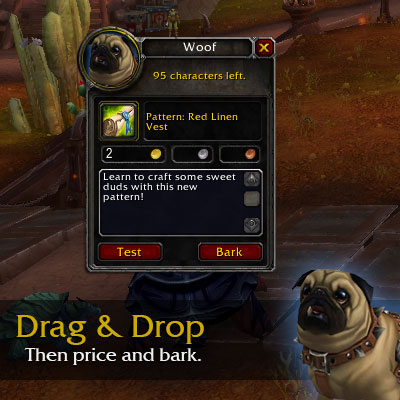 Woof
95 characters left.
Pattern: Red Linen
Vest
2
Learn to craft some sweet
duds with this new
pattern!
Test
Bark
Drag & Drop
Then price and bark.